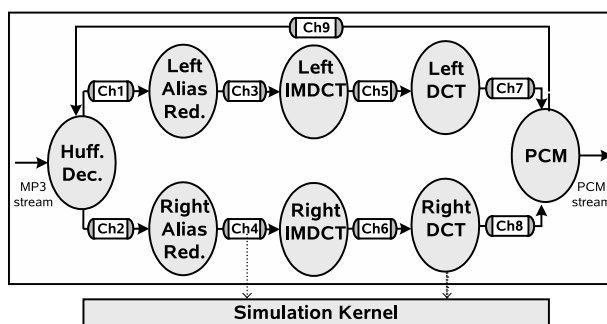 Ch9
Left Alias Red.
Left IMDCT
Left DCT
Ch1
Ch3
Ch5
Ch7
Huff. Dec.
PCM
MP3 stream
PCM stream
Ch2
Right Alias Red.
Ch4
Right IMDCT
Ch6
Right DCT
Ch8
Simulation Kernel